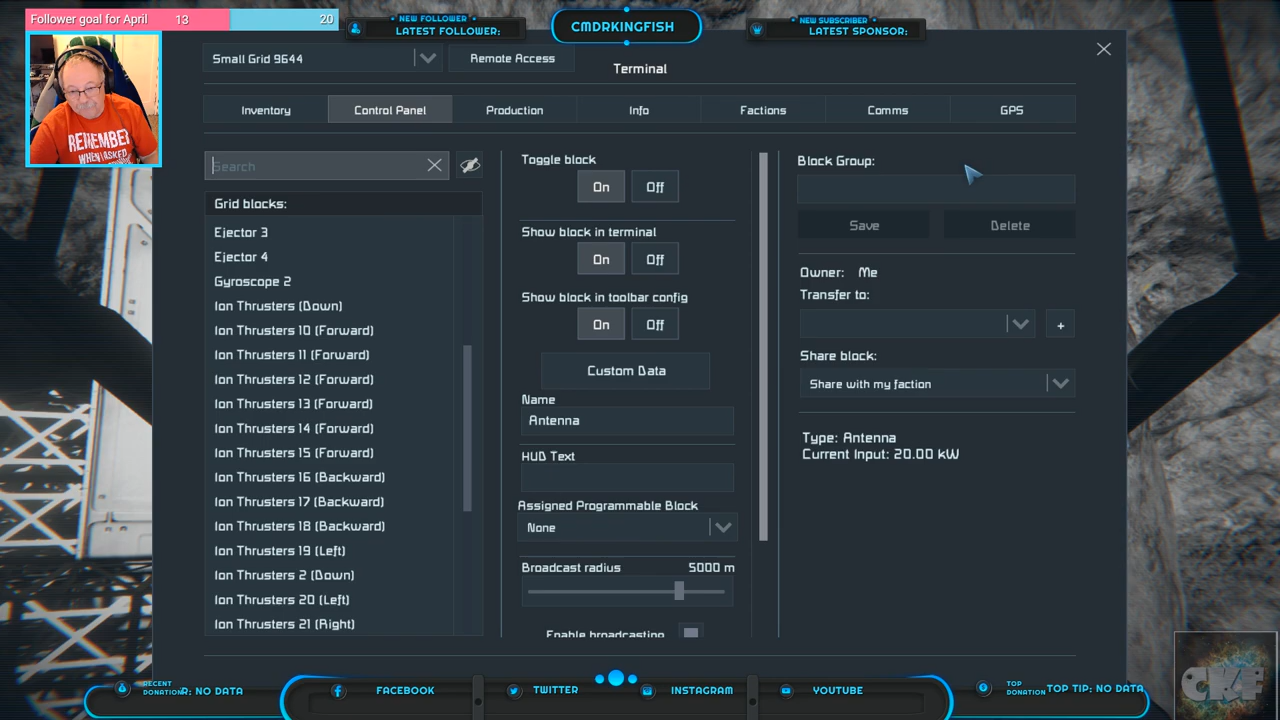 Follower goal for April 13 20
NEW FOLLOWER
LATEST FOLLOWER:
CMDRKINGFISH
NEW SUBSCRIBER
LATEST SPONSOR:
REMEMBER
WHEN I ASKED
Small Grid 9644
Remote Access
Terminal
Inventory
Control Panel
Production
Info
Factions
Comms
GPS
Search
Grid blocks:
Ejector 3
Ejector 4
Gyroscope 2
Ion Thrusters (Down)
Ion Thrusters 10 (Forward)
Ion Thrusters 11 (Forward)
Ion Thrusters 12 (Forward)
Ion Thrusters 13 (Forward)
Ion Thrusters 14 (Forward)
Ion Thrusters 15 (Forward)
Ion Thrusters 16 (Backward)
Ion Thrusters 17 (Backward)
Ion Thrusters 18 (Backward)
Ion Thrusters 19 (Left)
Ion Thrusters 2 (Down)
Ion Thrusters 20 (Left)
Ion Thrusters 21 (Right)
Toggle block
On Off
Show block in terminal
On Off
Show block in toolbar config
On Off
Custom Data
Name
Antenna
HUD Text
Assigned Programmable Block
None
Broadcast radius 5000 m
Enable broadcasting
Block Group:
Save Delete
Owner: Me
Transfer to:
+
Share block:
Share with my faction
Type: Antenna
Current Input: 20.00 kW
RECENT
DONATIONR: NO DATA
FACEBOOK
TWITTER
INSTAGRAM
YOUTUBE
TOP
DONATION TOP TIP: NO DATA
CKF